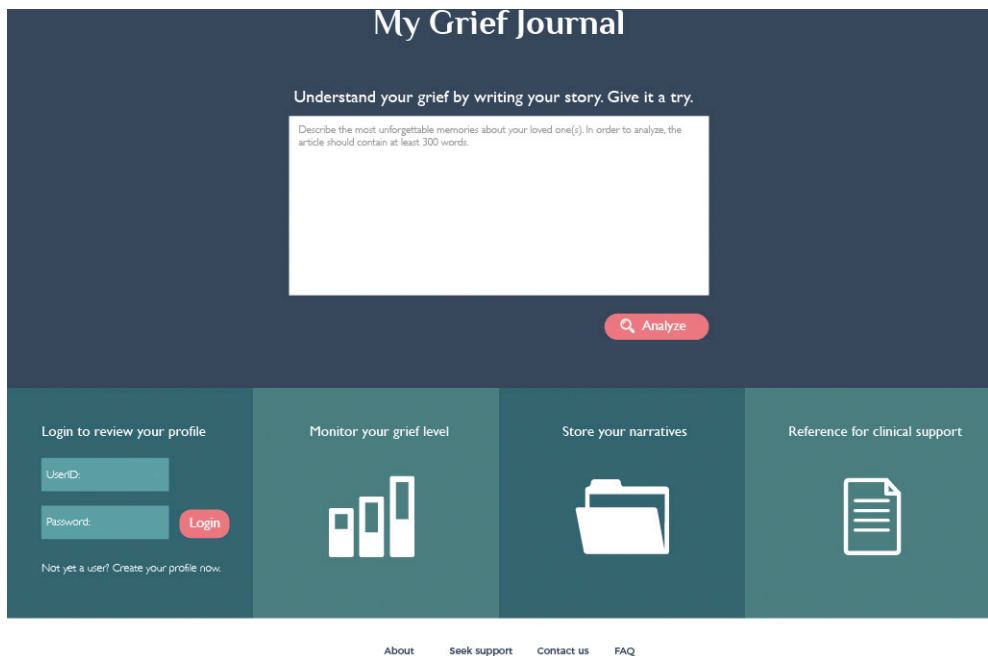 My Grief Journal
Understand your grief by writing your story. Give it a try.
Describe the most unforgettable memories about your loved one(s). In order to analyze, the
article should contain at least 300 words.
Analyze
Login to review your profile
UserID:
Password:
Login
Not yet a user? Create your profile now.
Monitor your grief level
Store your narratives
Reference for clinical support
About
Seek support
Contact us
FAQ